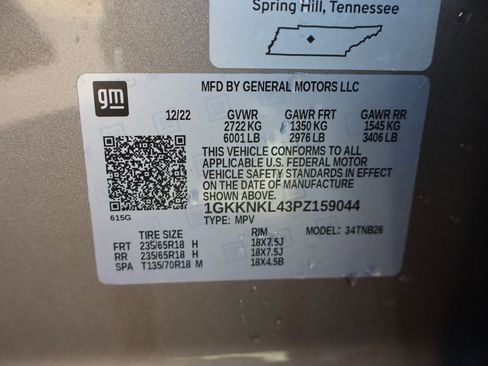 Spring Hill, Tennessee
gm
MFD BY GENERAL MOTORS LLC
12/22 GVWR GAWR FRT GAWR RR
2722 KG 1350 KG 1545 KG
6001 LB 2976 LB 3406 LB
THIS VEHICLE CONFORMS TO ALL
APPLICABLE U.S. FEDERAL MOTOR
VEHICLE SAFETY STANDARDS IN EFFECT
ON THE DATE OF MANUFACTURE
SHOWN ABOVE.
1GKKNKL43PZ159044
615G
TYPE: MPV MODEL: 34TNB26
TIRE SIZE RIM
FRT 235/65R18 H 18X7.5J
RR 235/65R18 H 18X7.5J
SPA T135/70R18 M 18X4.5B